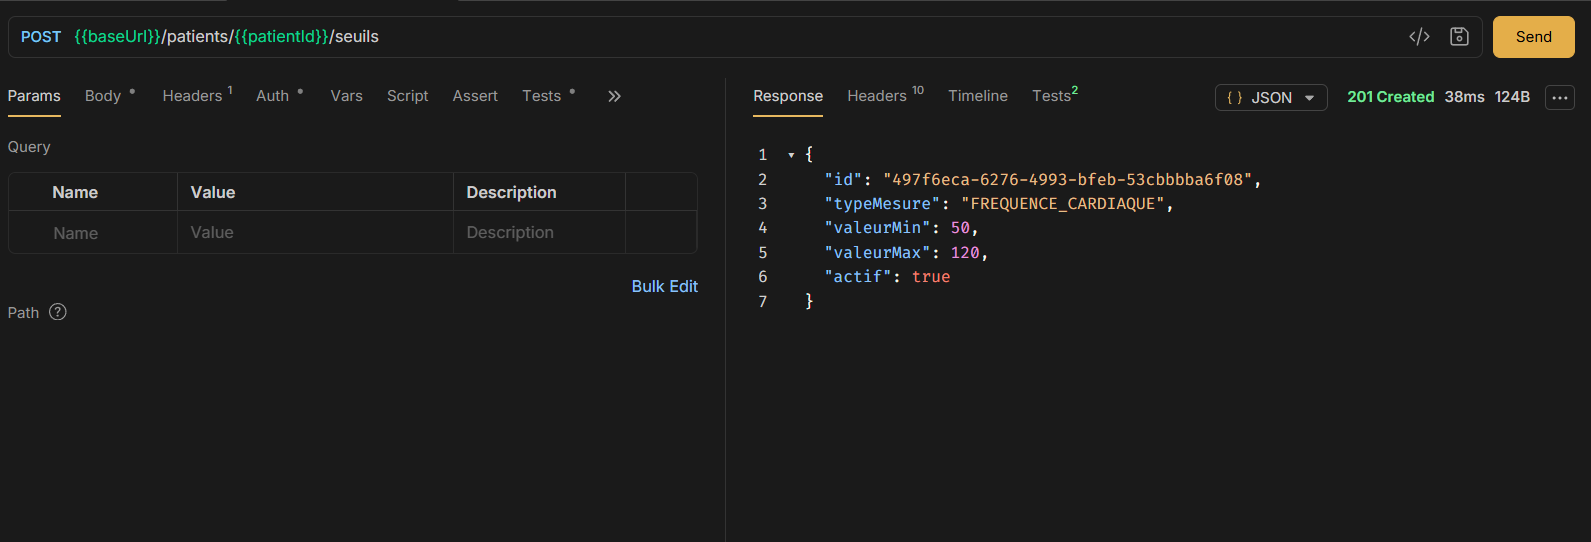 POST {{baseUrl}}/patients/{{patientId}}/seuils
</> Send
Params Body Headers 1 Auth Vars Script Assert Tests
Query
Name Value Description
Name Value Description
Bulk Edit
Path ?
Response Headers 10 Timeline Tests 2 { } JSON 201 Created 38ms 124B ...
1 {
2 "id": "497f6eca-6276-4993-bfeb-53cbbbba6f08",
3 "typeMesure": "FREQUENCE_CARDIAQUE",
4 "valeurMin": 50,
5 "valeurMax": 120,
6 "actif": true
7 }